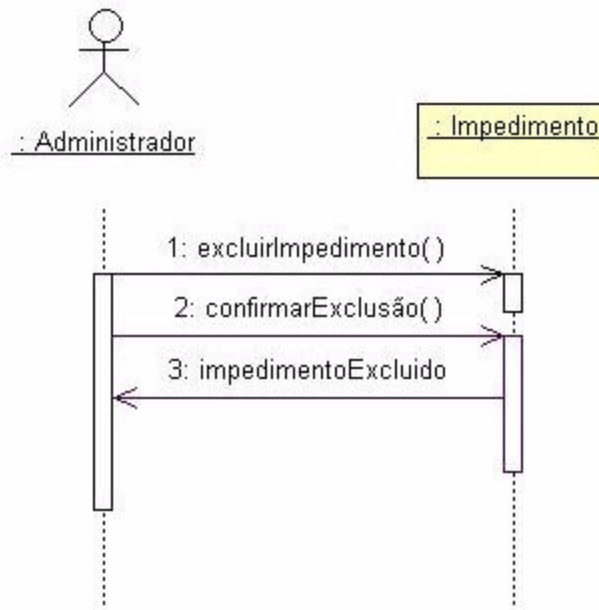 : Administrador
: Impedimento
1: excluirImpedimento( )
2: confirmarExclusão( )
3: impedimentoExcluido